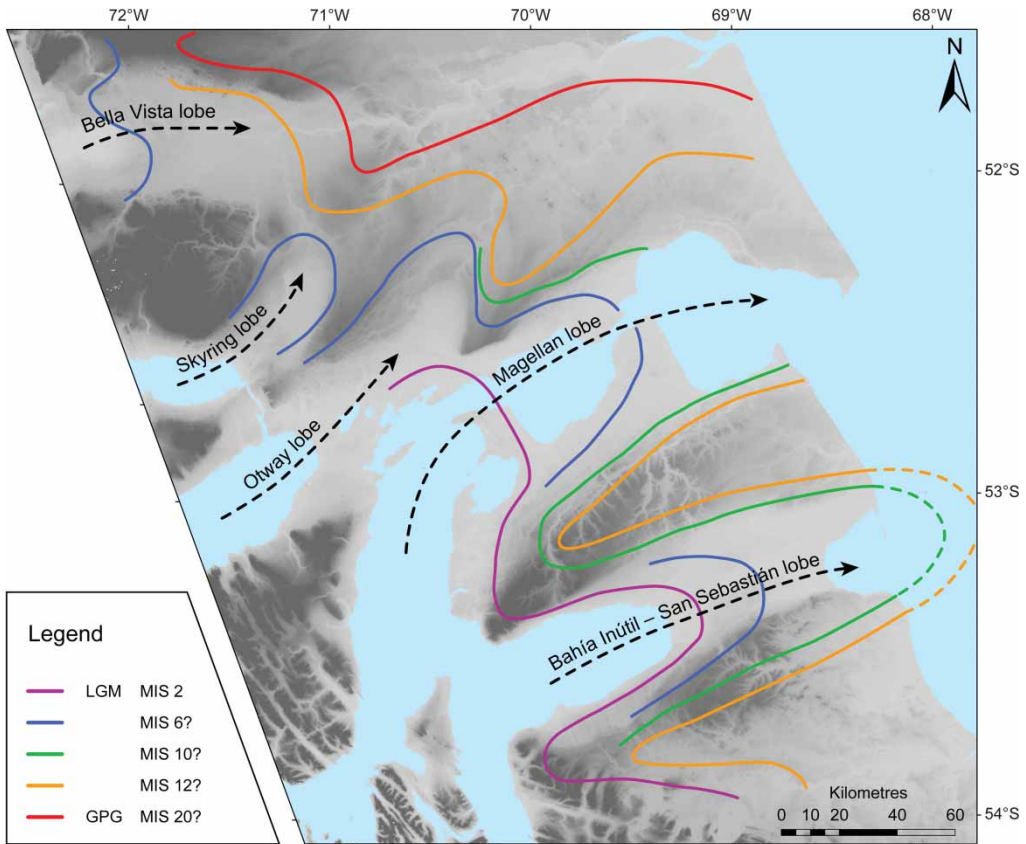 72°W
71°W
70°W
69°W
68°W
N
Bella Vista lobe
52°S
Skyring lobe
Magellan lobe
Otway lobe
53°S
Bahía Inútil – San Sebastián lobe
Legend
LGM MIS 2
MIS 6?
MIS 10?
MIS 12?
GPG MIS 20?
Kilometres
0 10 20 40 60
54°S